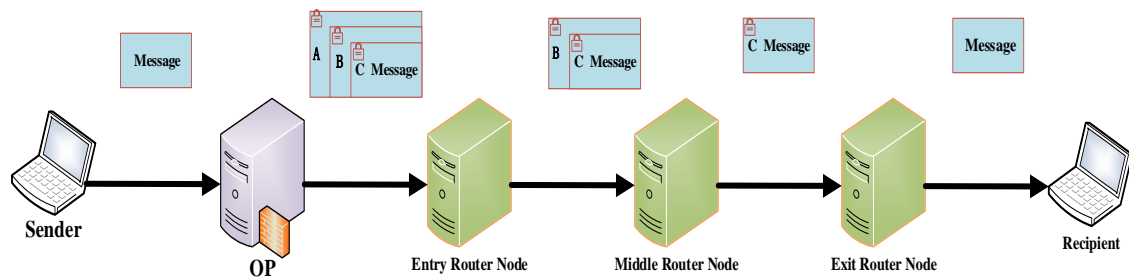 Message
A
B
C Message
B
C Message
C Message
Message
Sender
OP
Entry Router Node
Middle Router Node
Exit Router Node
Recipient